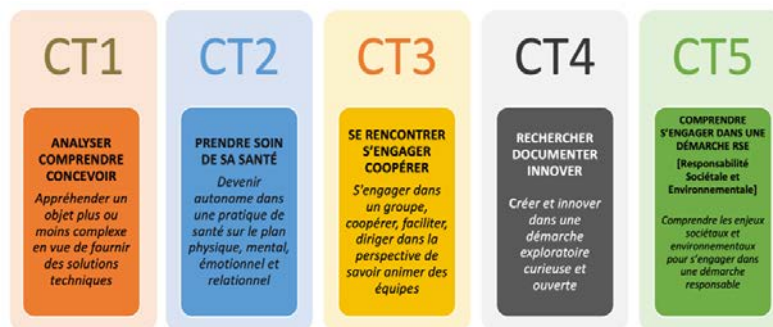 CT1
ANALYSER
COMPRENDRE
CONCEVOIR
Appréhender un
objet plus ou
moins complexe
en vue de fournir
des solutions
techniques
CT2
PRENDRE SOIN
DE SA SANTÉ
Devenir
autonome dans
une pratique de
santé sur le plan
physique, mental,
émotionnel et
relationnel
CT3
SE RENCONTRER
S'ENGAGER
COOPÉRER
S'engager dans
un groupe,
coopérer, faciliter,
diriger dans la
perspective de
savoir animer des
équipes
CT4
RECHERCHER
DOCUMENTER
INNOVER
Créer et innover
dans une
démarche
exploratoire
curieuse et
ouverte
CT5
COMPRENDRE
S'ENGAGER DANS UNE
DÉMARCHE RSE
[Responsabilité
Sociétale et
Environnementale]
Comprendre les enjeux
sociétaux et
environnementaux
pour s'engager dans
une démarche
responsable